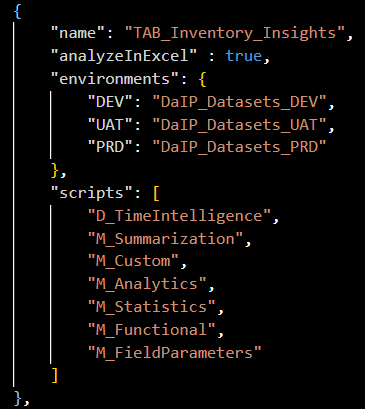 {
    "name": "TAB_Inventory_Insights",
    "analyzeInExcel" : true,
    "environments": {
        "DEV": "DaIP_Datasets_DEV",
        "UAT": "DaIP_Datasets_UAT",
        "PRD": "DaIP_Datasets_PRD"
    },
    "scripts": [
        "D_TimeIntelligence",
        "M_Summarization",
        "M_Custom",
        "M_Analytics",
        "M_Statistics",
        "M_Functional",
        "M_FieldParameters"
    ]
},